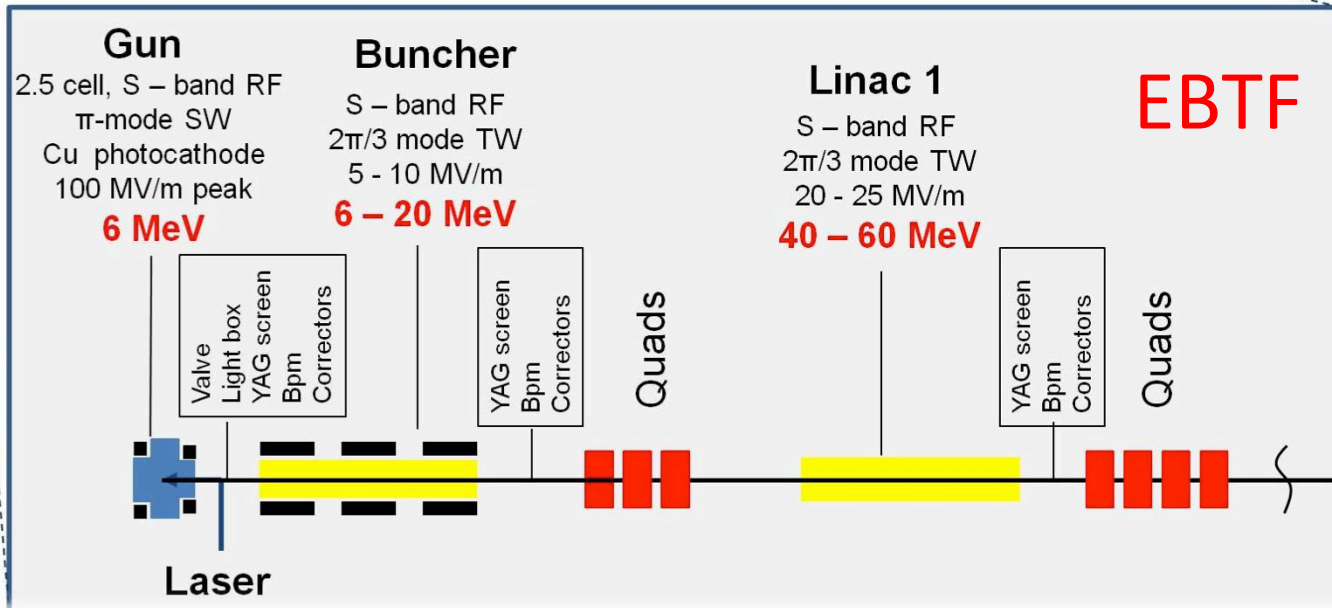 Gun
2.5 cell, S – band RF
π-mode SW
Cu photocathode
100 MV/m peak
6 MeV
Buncher
S – band RF
2π/3 mode TW
5 - 10 MV/m
6 – 20 MeV
Linac 1
S – band RF
2π/3 mode TW
20 - 25 MV/m
40 – 60 MeV
EBTF
Valve
Light box
YAG screen
Bpm
Correctors
YAG screen
Bpm
Correctors
Quads
YAG screen
Bpm
Correctors
Quads
Laser